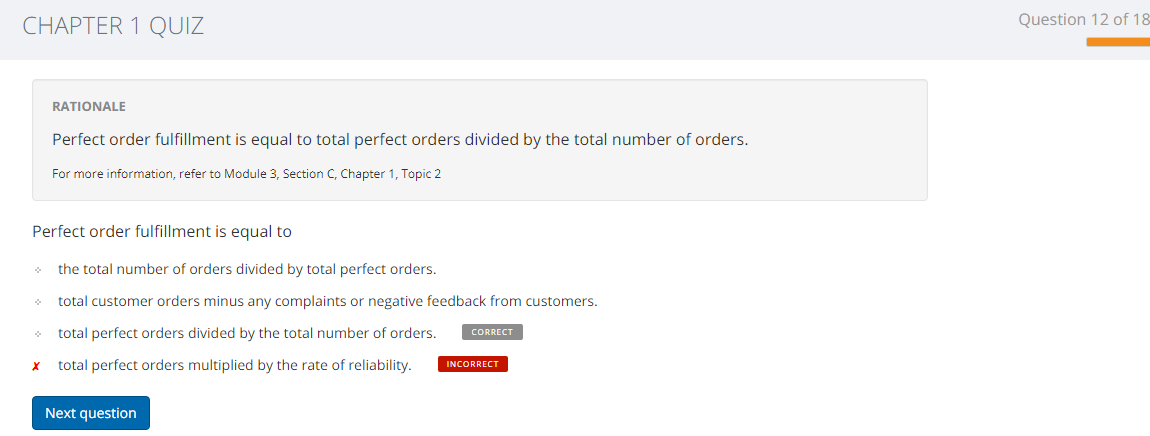 CHAPTER 1 QUIZ
Question 12 of 18
RATIONALE
Perfect order fulfillment is equal to total perfect orders divided by the total number of orders.
For more information, refer to Module 3, Section C, Chapter 1, Topic 2
Perfect order fulfillment is equal to
the total number of orders divided by total perfect orders.
total customer orders minus any complaints or negative feedback from customers.
total perfect orders divided by the total number of orders. CORRECT
total perfect orders multiplied by the rate of reliability. INCORRECT
Next question